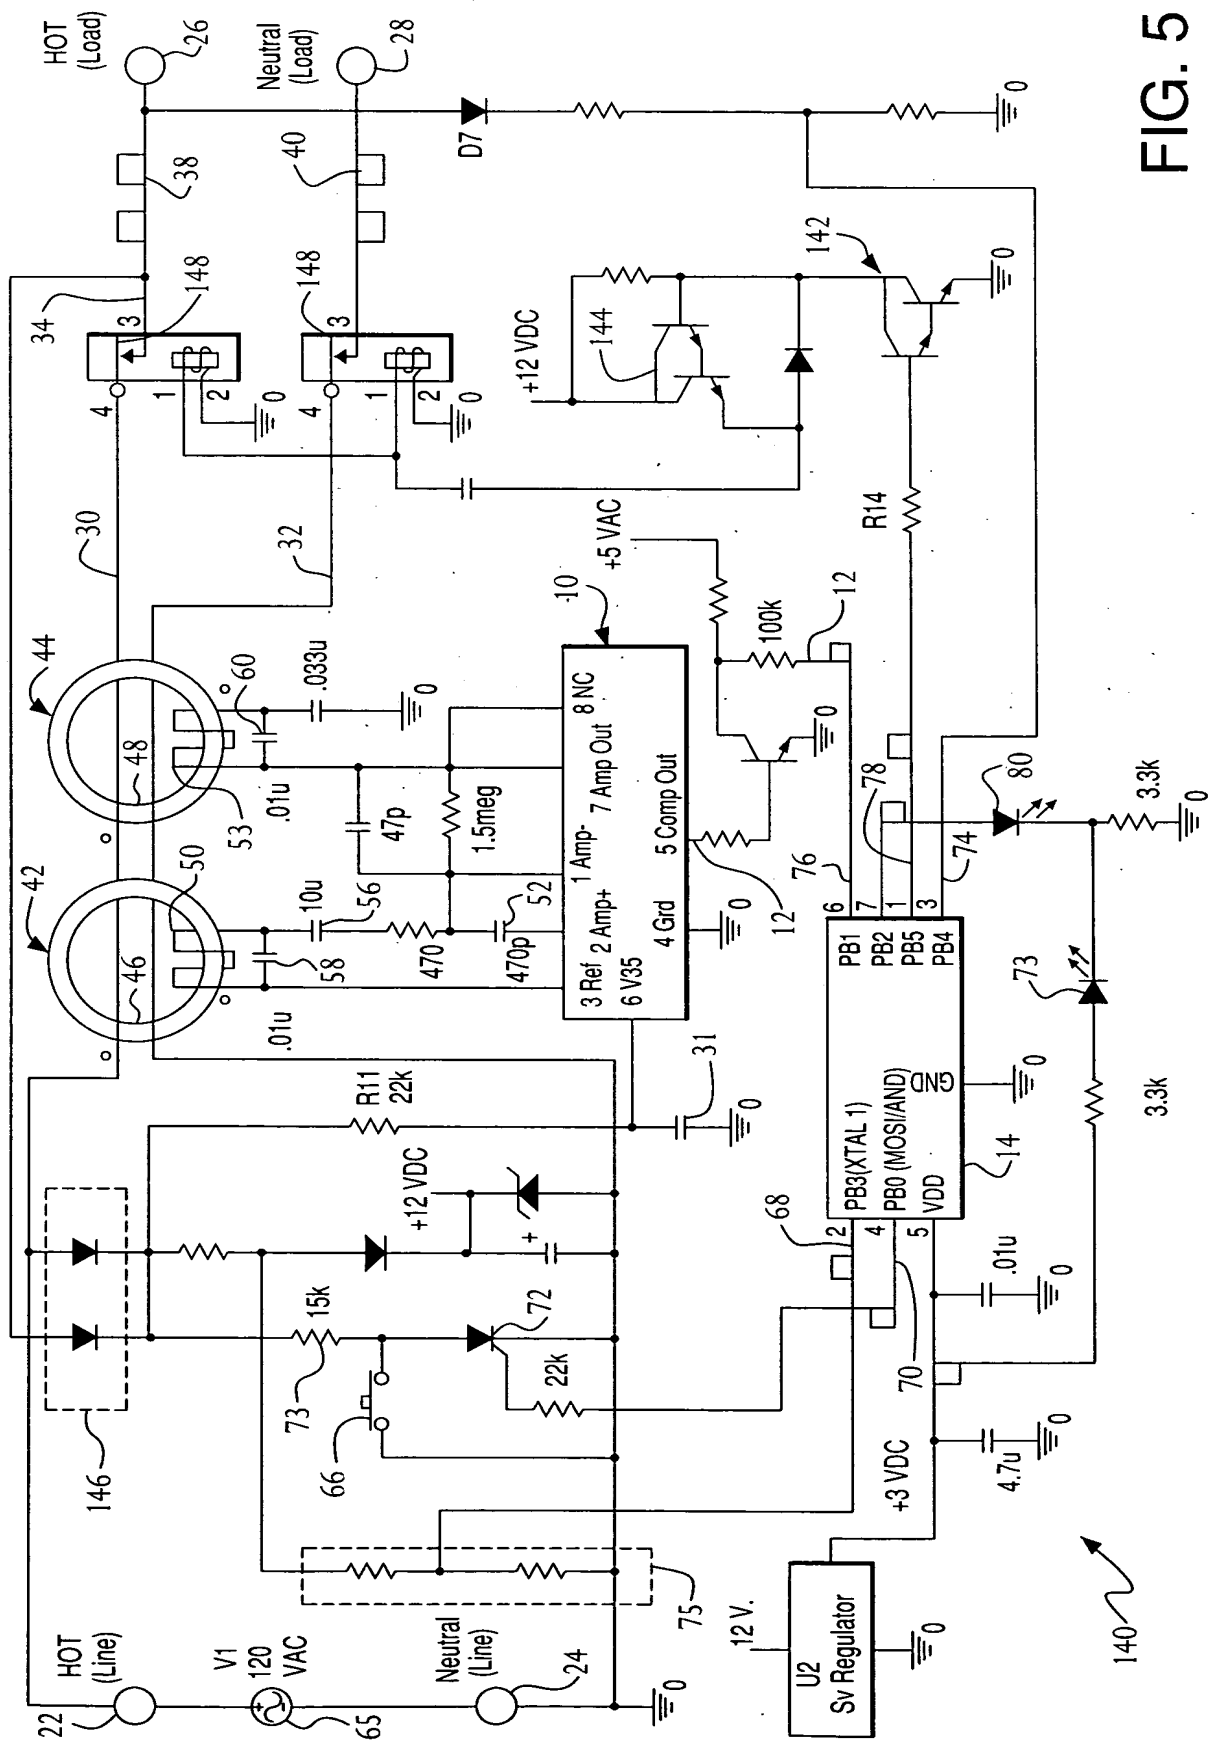 HOT
(Load)
26
Neutral
(Load)
28
38
40
D7
0
34
148
3
4
1
2
0
148
3
4
1
2
0
142
0
+12 VDC
144
30
32
R14
44
60
.033u
0
48
53
.01u
47p
1.5meg
10
+5 VAC
100k
12
0
8 NC
7 Amp Out
1 Amp-
2 Amp+
3 Ref
6 V35
5 Comp Out
4 Grd
12
0
42
50
46
58
.01u
10u
56
470
52
470p
76
78
74
80
3.3k
0
6
7
1
3
PB1
PB2
PB5
PB4
GND
0
PB3(XTAL 1)
PB0 (MOSI/AND)
VDD
14
2
4
5
68
70
73
3.3k
R11
22k
31
0
+12 VDC
+
15k
73
72
22k
66
146
.01u
0
4.7u
0
+3 VDC
75
HOT
(Line)
22
V1
120
VAC
65
Neutral
(Line)
24
0
12 V.
U2
Sv Regulator
0
140
FIG. 5